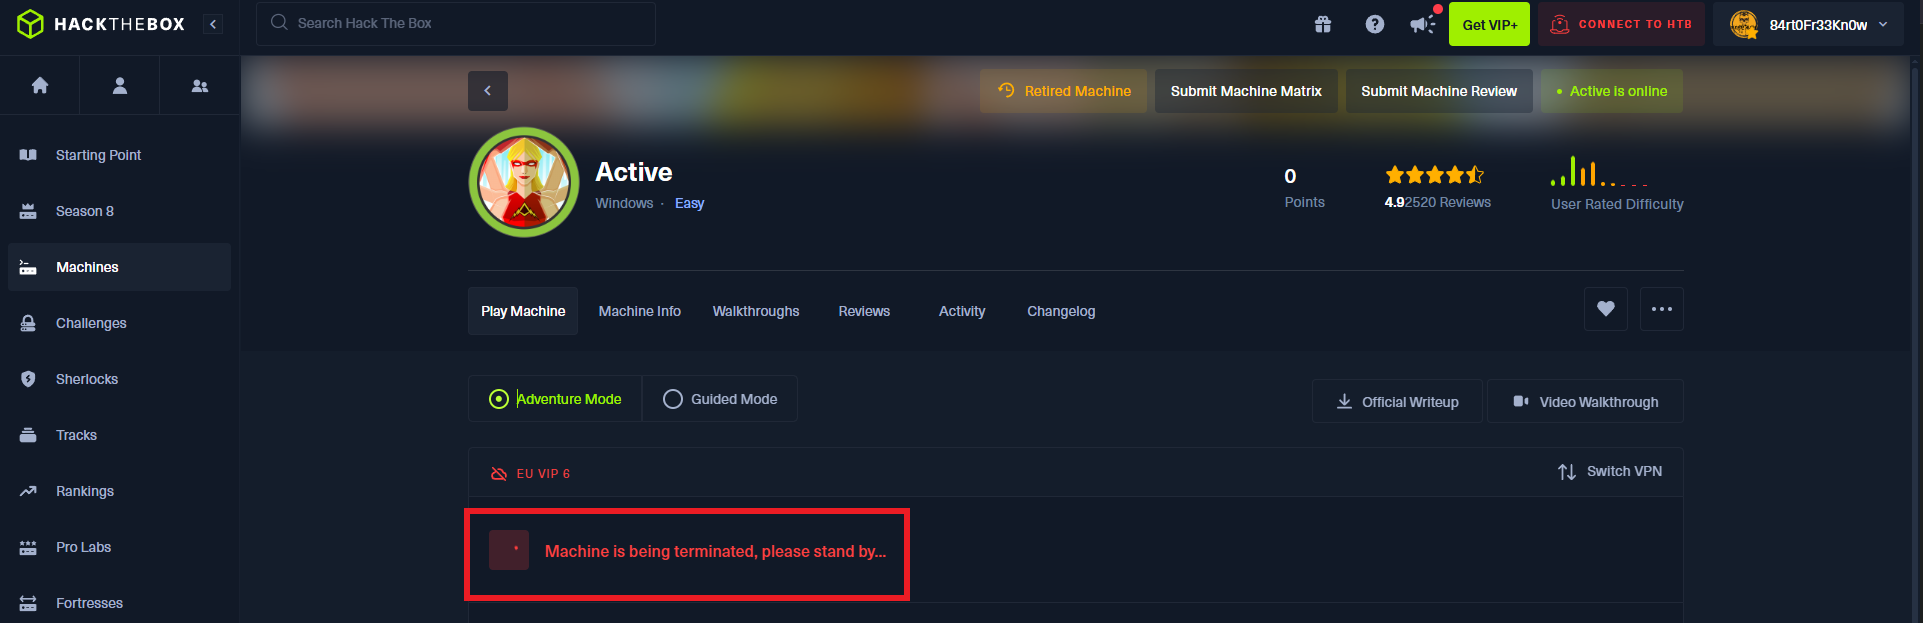 HACKTHEBOX
Search Hack The Box
Get VIP+
CONNECT TO HTB
84rt0Fr33Kn0w
Starting Point
Season 8
Machines
Challenges
Sherlocks
Tracks
Rankings
Pro Labs
Fortresses
Retired Machine
Submit Machine Matrix
Submit Machine Review
Active is online
Active
Windows · Easy
0
Points
4.92520 Reviews
User Rated Difficulty
Play Machine
Machine Info
Walkthroughs
Reviews
Activity
Changelog
Adventure Mode
Guided Mode
Official Writeup
Video Walkthrough
EU VIP 6
Switch VPN
Machine is being terminated, please stand by...